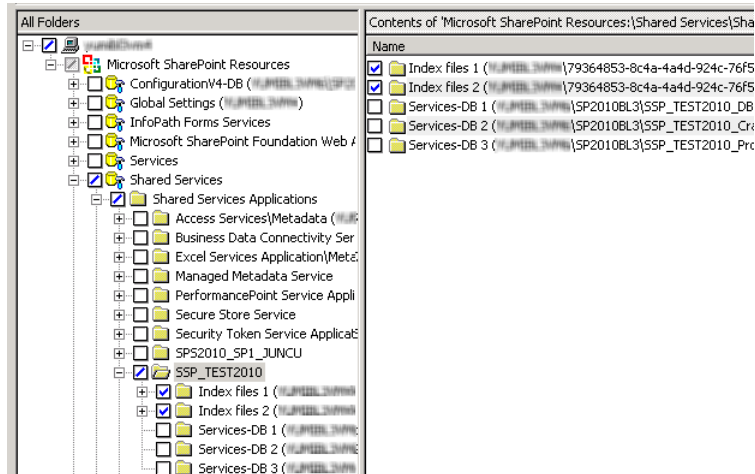 All Folders
Microsoft SharePoint Resources
ConfigurationV4-DB (
Global Settings ( )
InfoPath Forms Services
Microsoft SharePoint Foundation Web A
Services
Shared Services
Shared Services Applications
Access Services\Metadata (
Business Data Connectivity Ser
Excel Services Application\Meta
Managed Metadata Service
PerformancePoint Service Appli
Secure Store Service
Security Token Service Applicat
SPS2010_SP1_JUNCU
SSP_TEST2010
Index files 1 (
Index files 2 (
Services-DB 1 (
Services-DB 2 (
Services-DB 3 (
Contents of 'Microsoft SharePoint Resources:\Shared Services\Sha
Name
Index files 1 ( \79364853-8c4a-4a4d-924c-76f5
Index files 2 ( \79364853-8c4a-4a4d-924c-76f5
Services-DB 1 ( \SP2010BL3\SSP_TEST2010_DB
Services-DB 2 ( \SP2010BL3\SSP_TEST2010_Cra
Services-DB 3 ( \SP2010BL3\SSP_TEST2010_Pro